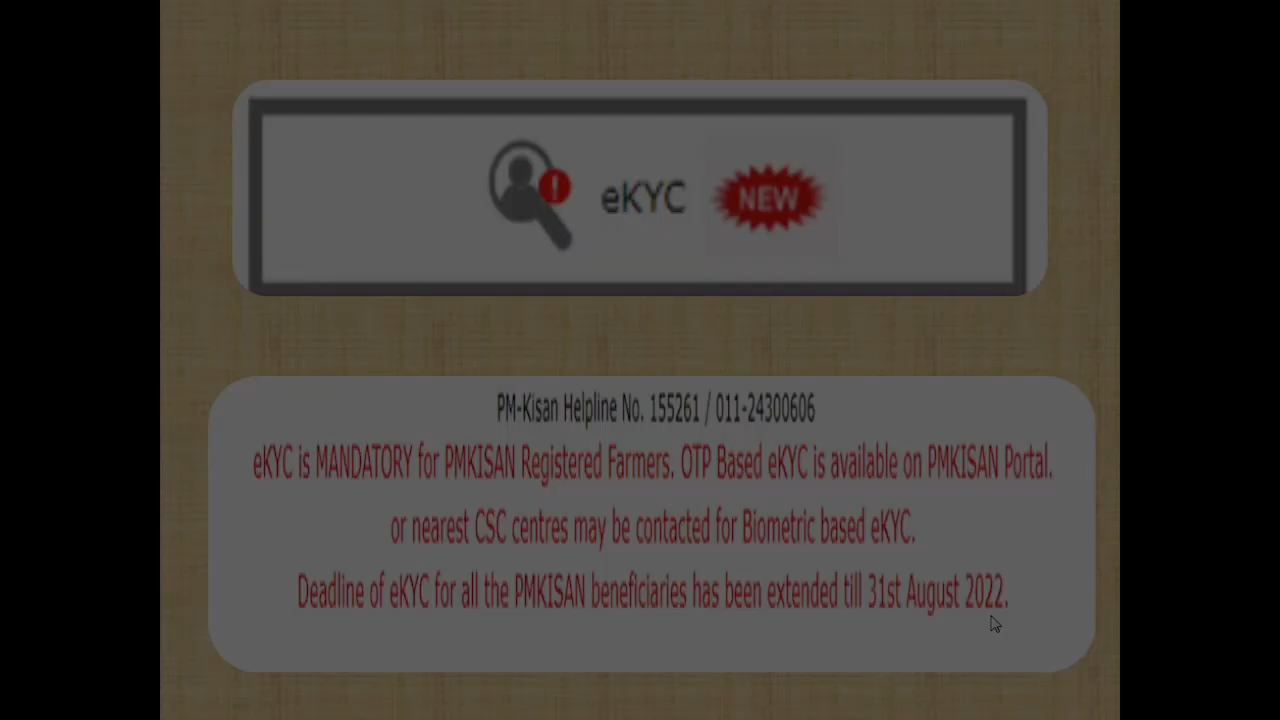 eKYC NEW
PM-Kisan Helpline No. 155261 / 011-24300606
eKYC is MANDATORY for PMKISAN Registered Farmers. OTP Based eKYC is available on PMKISAN Portal.
or nearest CSC centres may be contacted for Biometric based eKYC.
Deadline of eKYC for all the PMKISAN beneficiaries has been extended till 31st August 2022.